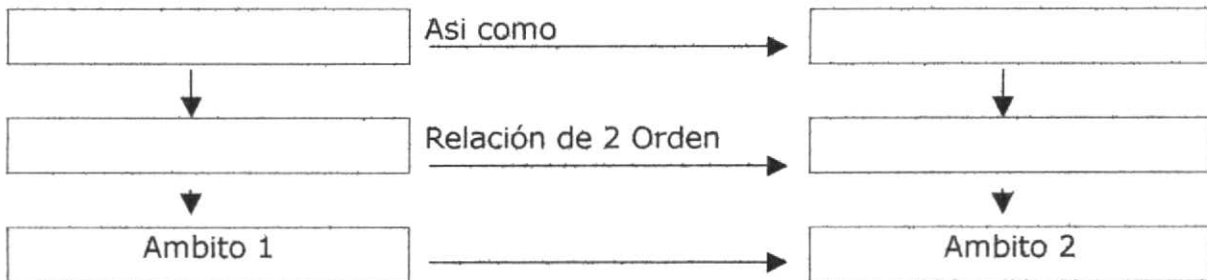 Asi como
Relación de 2 Orden
Ambito 1
Ambito 2